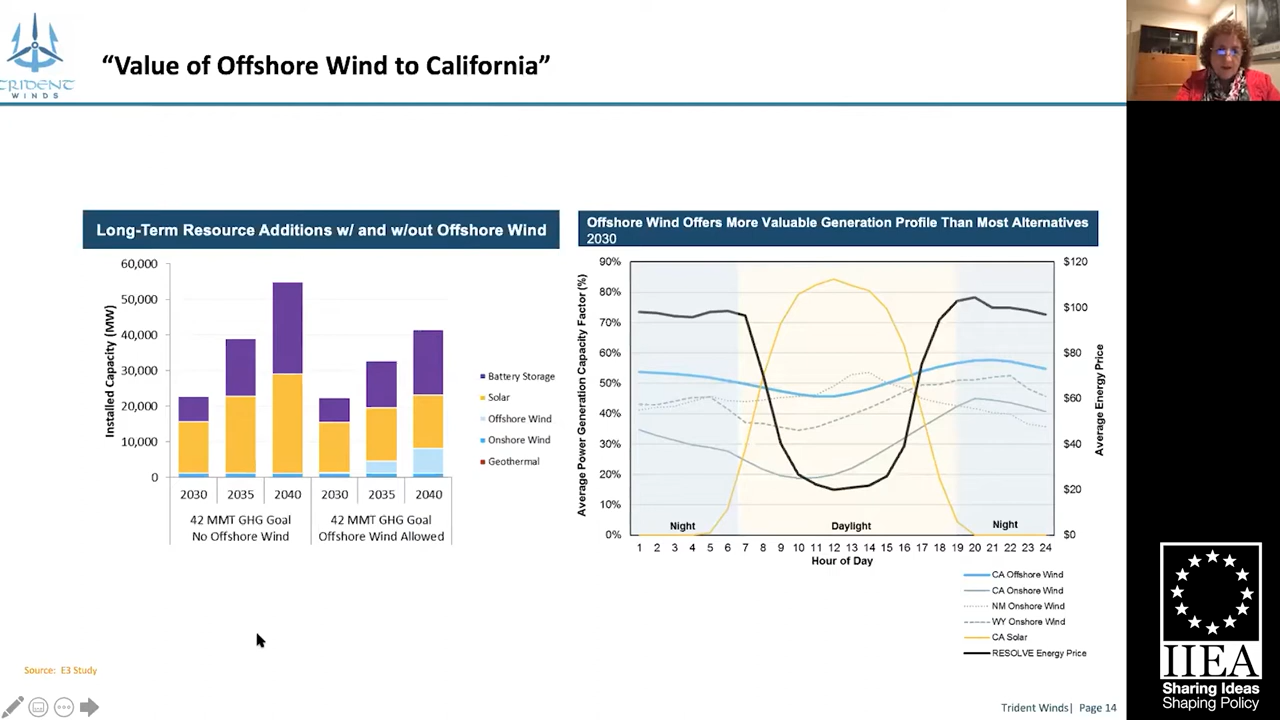 TRIDENT
WINDS
“Value of Offshore Wind to California”
Long-Term Resource Additions w/ and w/out Offshore Wind
60,000
50,000
40,000
30,000
20,000
10,000
0
Installed Capacity (MW)
2030 2035 2040 2030 2035 2040
42 MMT GHG Goal
No Offshore Wind
42 MMT GHG Goal
Offshore Wind Allowed
Battery Storage
Solar
Offshore Wind
Onshore Wind
Geothermal
Offshore Wind Offers More Valuable Generation Profile Than Most Alternatives
2030
Average Power Generation Capacity Factor (%)
90%
80%
70%
60%
50%
40%
30%
20%
10%
0%
$120
$100
$80
$60
$40
$20
$0
Average Energy Price
Night Daylight Night
1 2 3 4 5 6 7 8 9 10 11 12 13 14 15 16 17 18 19 20 21 22 23 24
Hour of Day
CA Offshore Wind
CA Onshore Wind
NM Onshore Wind
WY Onshore Wind
CA Solar
RESOLVE Energy Price
Source: E3 Study
Trident Winds| Page 14
IIEA
Sharing Ideas
Shaping Policy